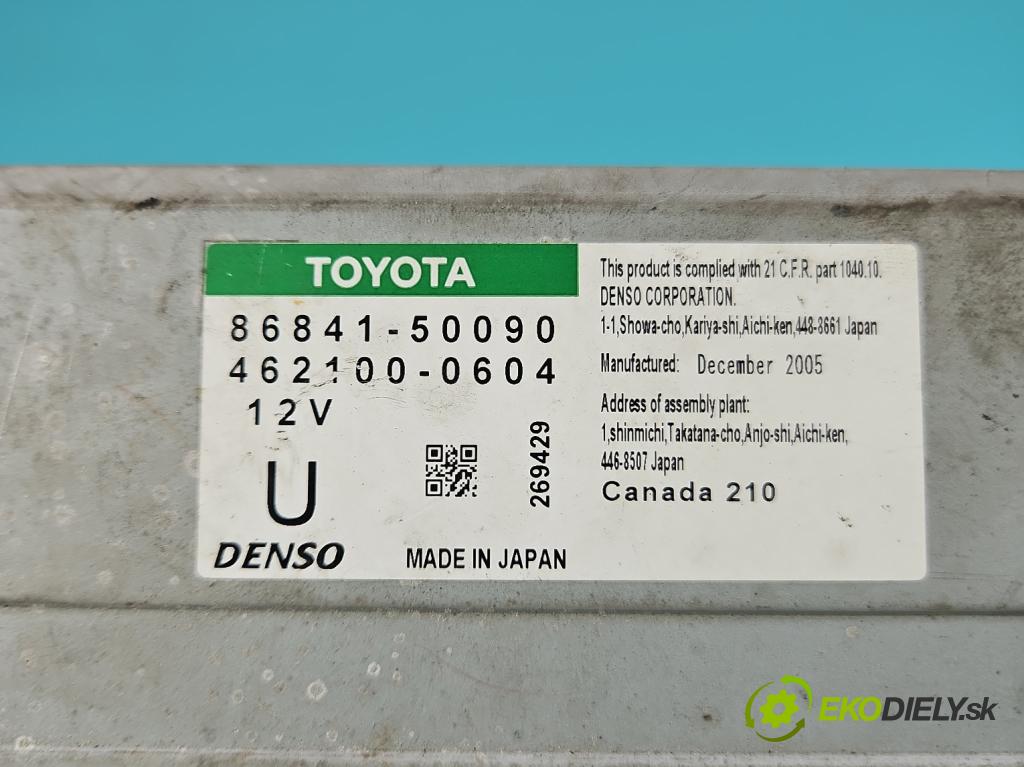 TOYOTA
86841-50090
462100-0604
12V
U
269429
DENSO
MADE IN JAPAN
This product is complied with 21 C.F.R. part 1040.10.
DENSO CORPORATION.
1-1,Showa-cho,Kariya-shi,Aichi-ken,448-8661 Japan
Manufactured: December 2005
Address of assembly plant:
1,shinmichi,Takatana-cho,Anjo-shi,Aichi-ken,
446-8507 Japan
Canada 210
EKODIELY.sk